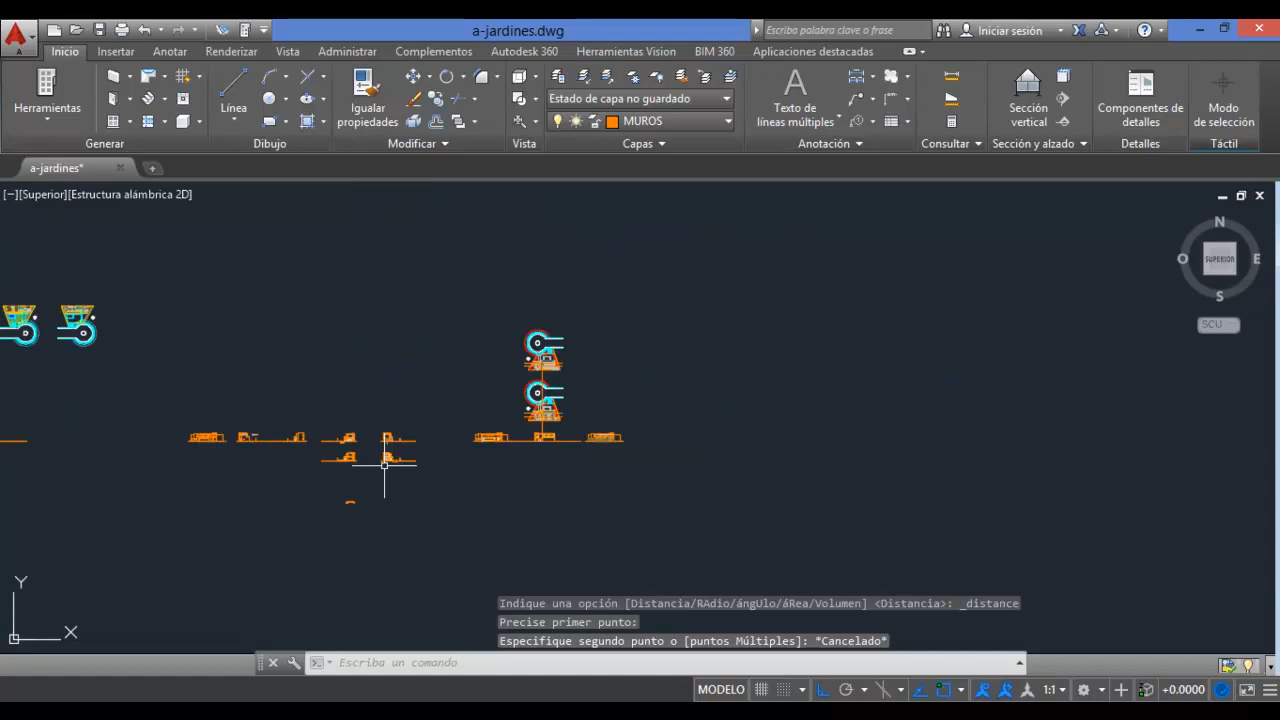 a-jardines.dwg
Escriba palabra clave o frase
Iniciar sesión
A
Inicio
Insertar
Anotar
Renderizar
Vista
Administrar
Complementos
Autodesk 360
Herramientas Vision
BIM 360
Aplicaciones destacadas
Herramientas
Línea
Igualar
propiedades
Estado de capa no guardado
MUROS
Texto de
líneas múltiples
Sección
vertical
Componentes de
detalles
Modo
de selección
General
Dibujo
Modificar
Vista
Capas
Anotación
Consultar
Sección y alzado
Detalles
Táctil
a-jardines*
[−][Superior][Estructura alámbrica 2D]
N
O
SUPERIOR
E
S
SCU
Y
X
Indique una opción [Distancia/RAdio/ángUlo/áRea/Volumen] <Distancia>: _distance
Precise primer punto:
Especifique segundo punto o [puntos Múltiples]: *Cancelado*
Escriba un comando
MODELO
1:1
+0.0000